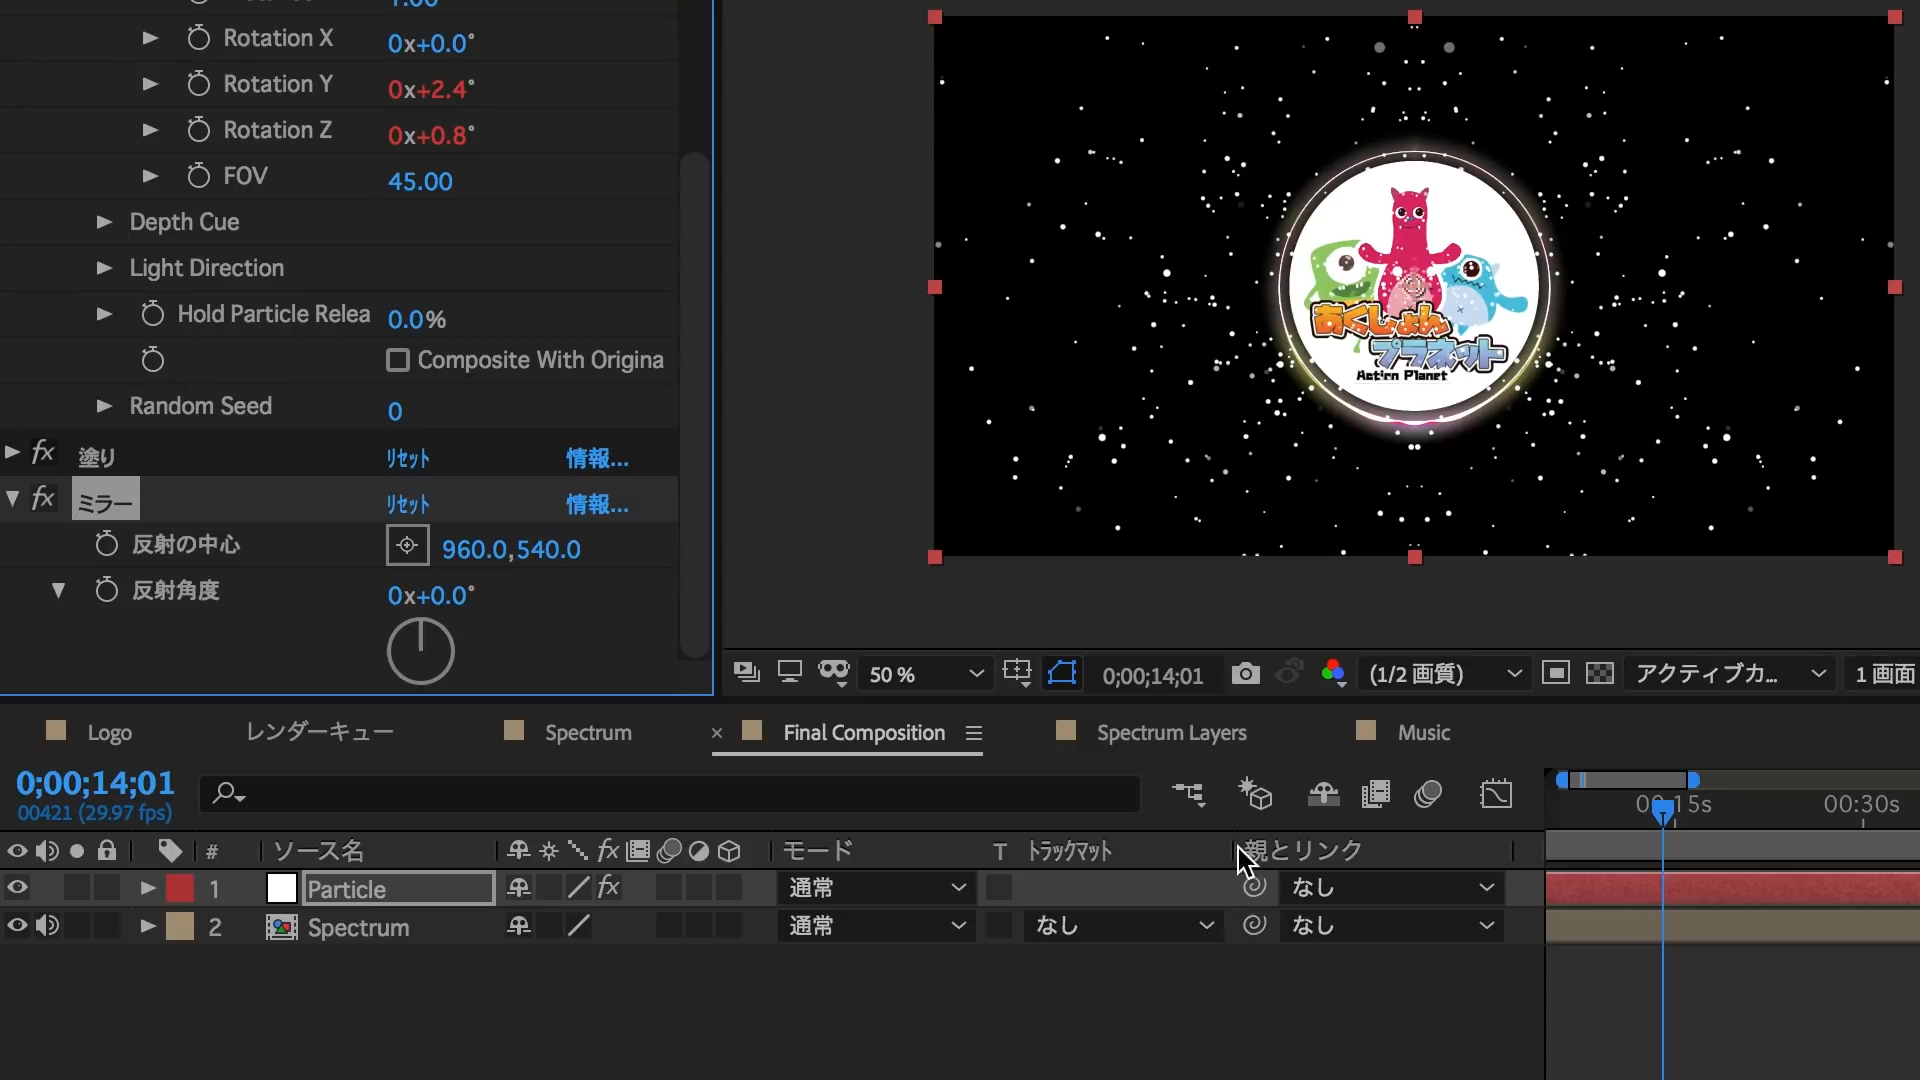 1.00
Rotation X 0x+0.0°
Rotation Y 0x+2.4°
Rotation Z 0x+0.8°
FOV 45.00
Depth Cue
Light Direction
Hold Particle Relea 0.0%
Composite With Origina
Random Seed 0
fx 塗り リセット 情報...
fx ミラー リセット 情報...
反射の中心 960.0,540.0
反射角度 0x+0.0°
あくしょん
プラネット
Action Planet
50 % 0;00;14;01 (1/2 画質) アクティブカ... 1 画面
Logo レンダーキュー Spectrum × Final Composition Spectrum Layers Music
0;00;14;01
00421 (29.97 fps)
15s 00:30s
# ソース名 fx モード T トラックマット 親とリンク
1 Particle fx 通常 なし
2 Spectrum 通常 なし なし